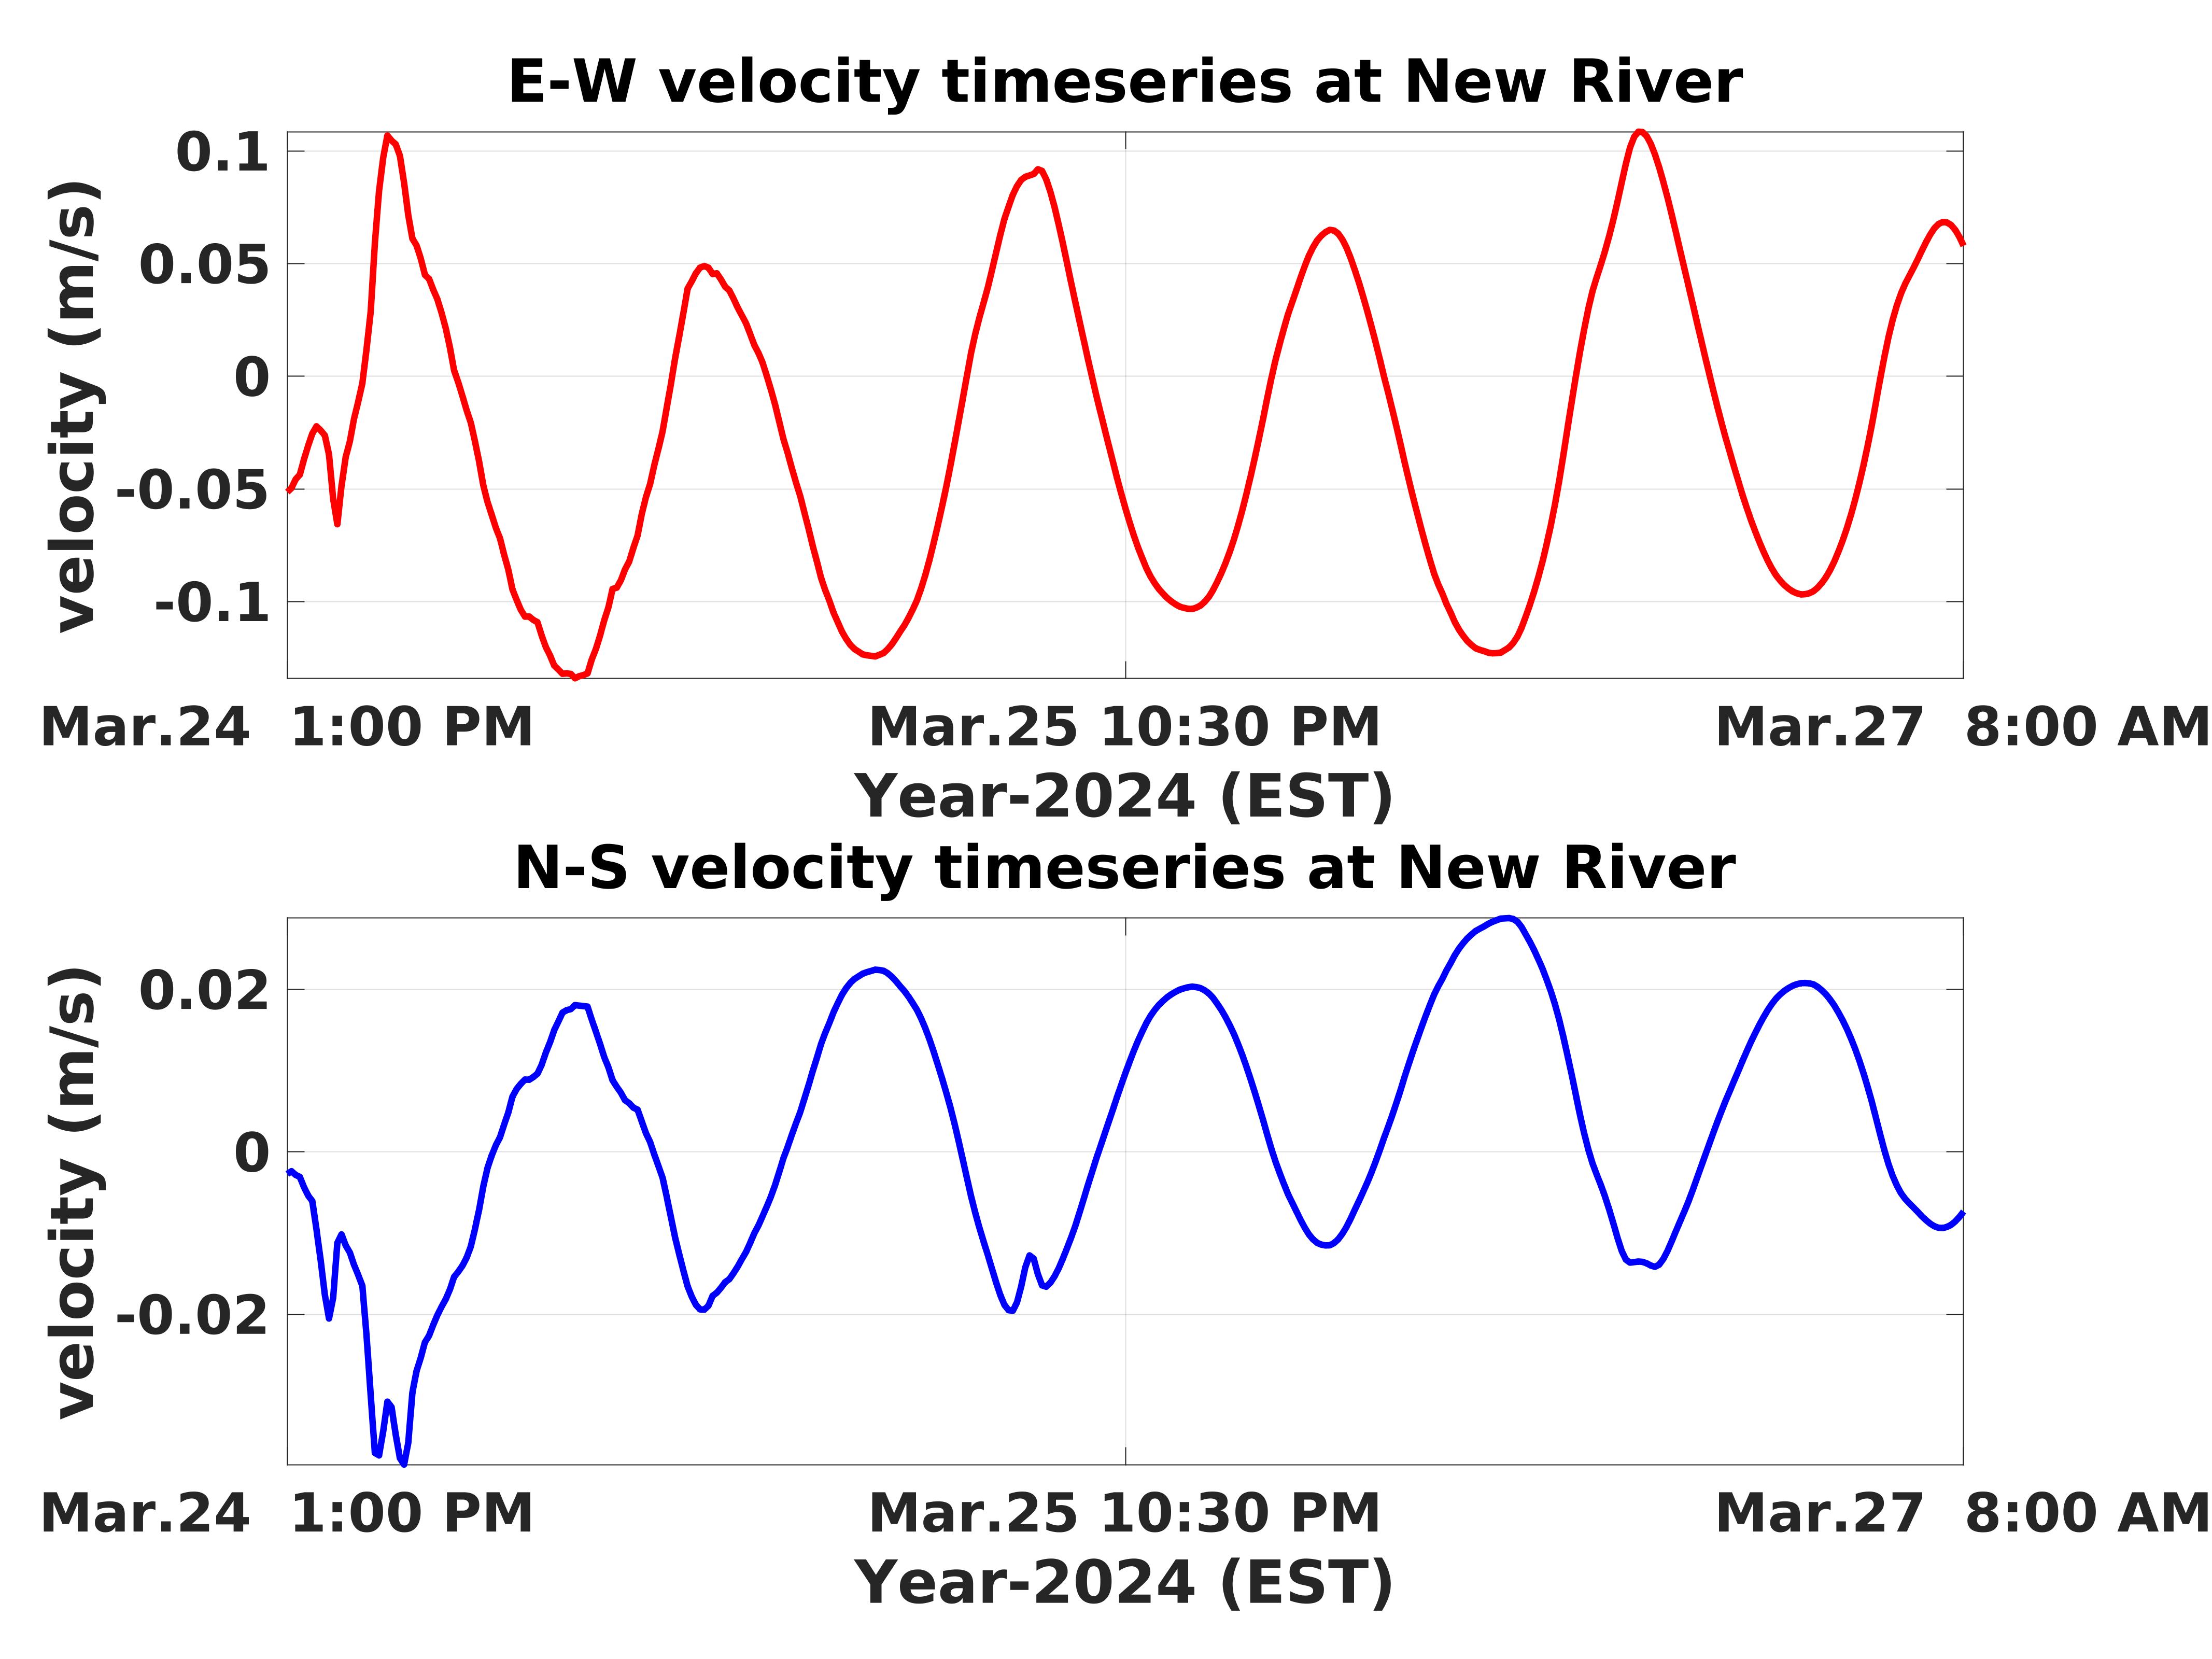 E-W velocity timeseries at New River
velocity (m/s)
0.1
0.05
0
-0.05
-0.1
Mar.24 1:00 PM Mar.25 10:30 PM Mar.27 8:00 AM
Year-2024 (EST)
N-S velocity timeseries at New River
velocity (m/s)
0.02
0
-0.02
Mar.24 1:00 PM Mar.25 10:30 PM Mar.27 8:00 AM
Year-2024 (EST)